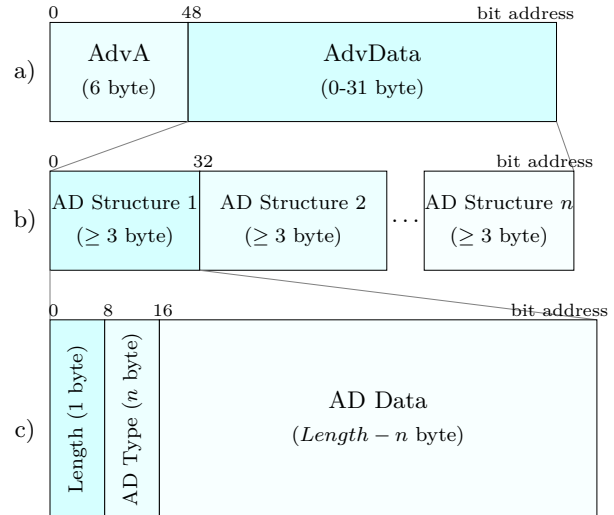 0 48 bit address
a) AdvA AdvData
(6 byte) (0-31 byte)
0 32 bit address
b) AD Structure 1 AD Structure 2 ... AD Structure n
(≥ 3 byte) (≥ 3 byte) (≥ 3 byte)
0 8 16 bit address
c) Length (1 byte) AD Type (n byte) AD Data
(Length − n byte)